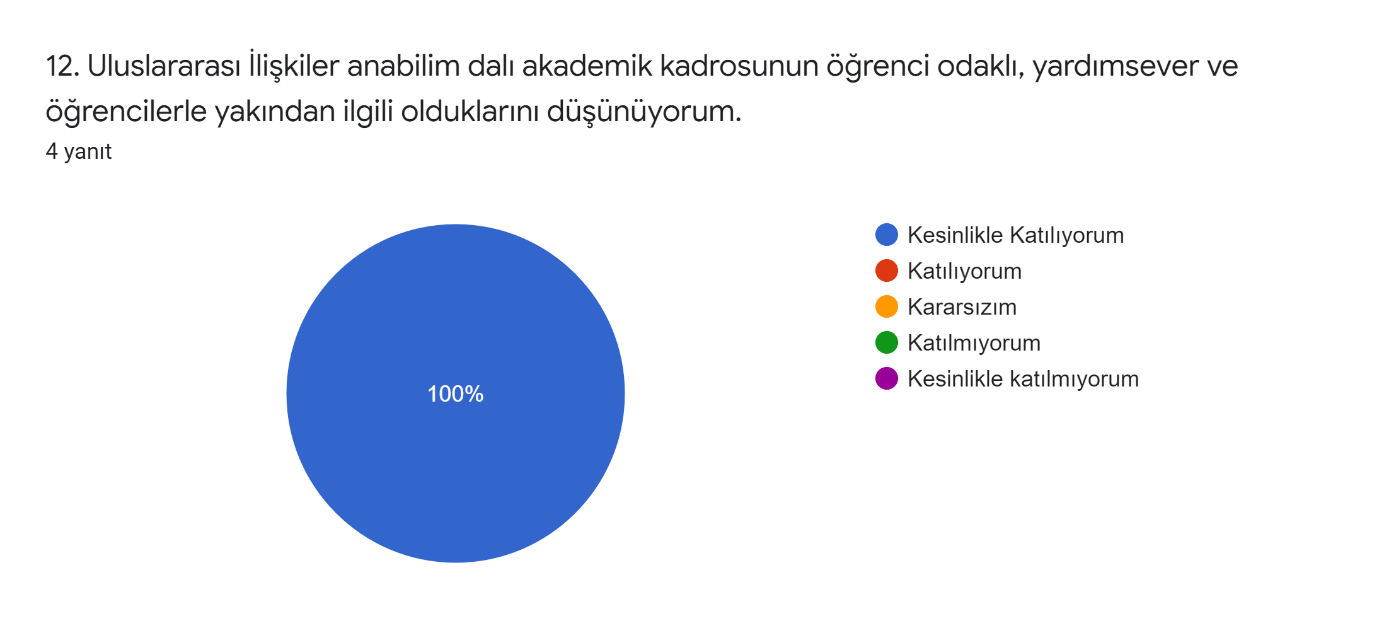 12. Uluslararası İlişkiler anabilim dalı akademik kadrosunun öğrenci odaklı, yardımsever ve
öğrencilerle yakından ilgili olduklarını düşünüyorum.
4 yanıt
100%
Kesinlikle Katılıyorum
Katılıyorum
Kararsızım
Katılmıyorum
Kesinlikle katılmıyorum